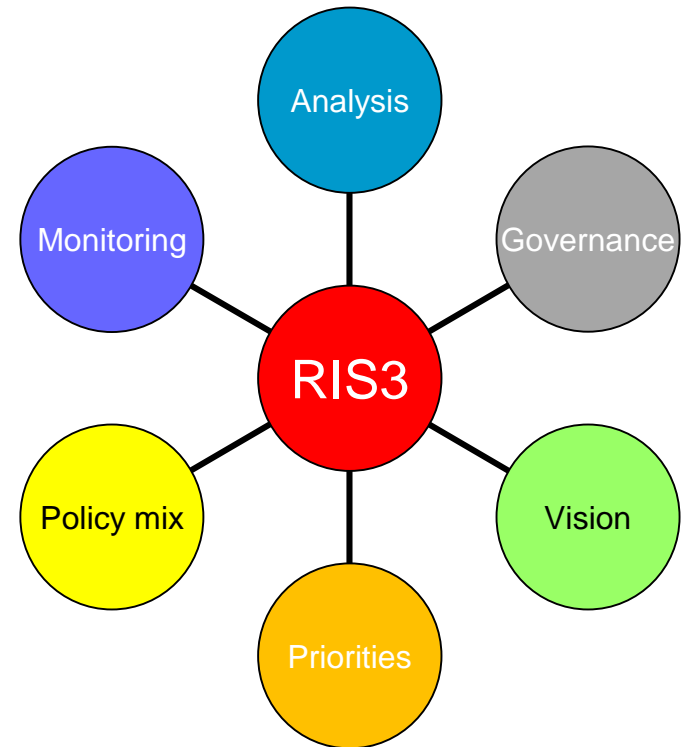 Analysis
Monitoring
Governance
RIS3
Policy mix
Vision
Priorities